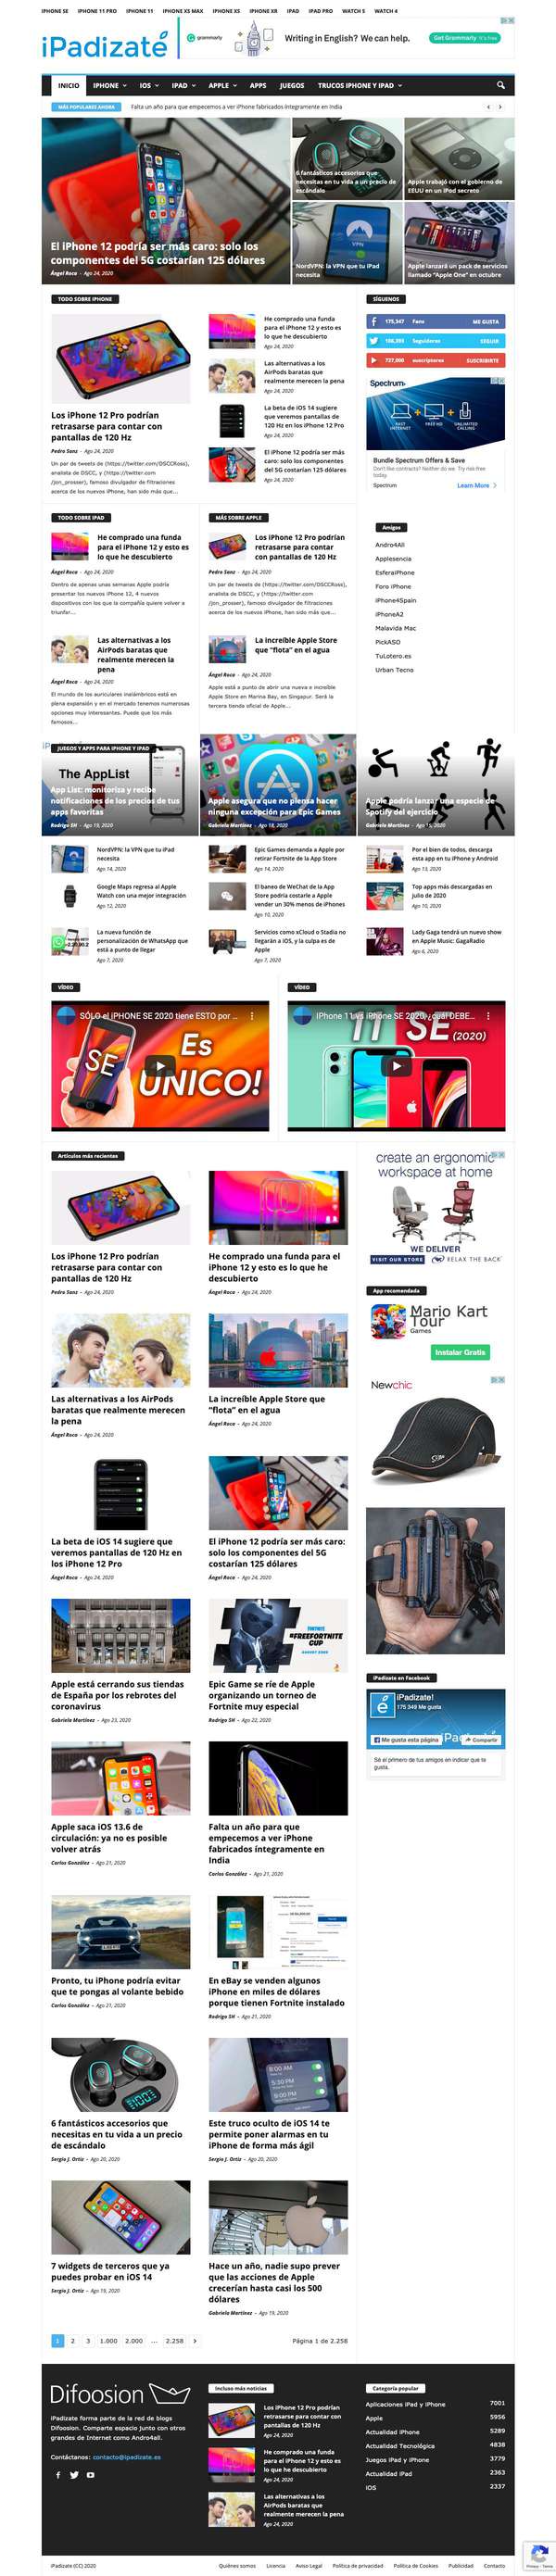 IPHONE SE IPHONE 11 PRO IPHONE 11 IPHONE XS MAX IPHONE XS IPHONE XR IPAD IPAD PRO WATCH 5 WATCH 4
iPadizaté
grammarly
Writing in English? We can help.
Get Grammarly It's free
INICIO IPHONE IOS IPAD APPLE APPS JUEGOS TRUCOS IPHONE Y IPAD
MÁS POPULARES AHORA
Falta un año para que empecemos a ver iPhone fabricados íntegramente en India
El iPhone 12 podría ser más caro: solo los
componentes del 5G costarían 125 dólares
Ángel Roca - Ago 24, 2020
6 fantásticos accesorios que
necesitas en tu vida a un precio de
escándalo
Apple trabajó con el gobierno de
EEUU en un iPod secreto
VPN
NordVPN: la VPN que tu iPad
necesita
Apple lanzará un pack de servicios
llamado "Apple One" en octubre
TODO SOBRE IPHONE
Los iPhone 12 Pro podrían
retrasarse para contar con
pantallas de 120 Hz
Pedro Sanz - Ago 24, 2020
Un par de tweets de (https://twitter.com/DSCCRoss),
analista de DSCC, y (https://twitter.com
/jon_prosser), famoso divulgador de filtraciones
acerca de los nuevos iPhone, han sido más que...
He comprado una funda
para el iPhone 12 y esto es
lo que he descubierto
Ago 24, 2020
Las alternativas a los
AirPods baratas que
realmente merecen la pena
Ago 24, 2020
La beta de iOS 14 sugiere
que veremos pantallas de
120 Hz en los iPhone 12 Pro
Ago 24, 2020
El iPhone 12 podría ser más
caro: solo los componentes
del 5G costarían 125 dólares
Ago 24, 2020
SÍGUENOS
175,347 Fans ME GUSTA
Seguidores SEGUIR
727,000 suscriptores SUSCRIBIRTE
Spectrum
FAST INTERNET + FREE HD + UNLIMITED CALLING
Bundle Spectrum Offers & Save
Don't like contracts? Neither do we. Try risk free
today.
Spectrum
Learn More
TODO SOBRE IPAD
He comprado una funda
para el iPhone 12 y esto es
lo que he descubierto
Ángel Roca - Ago 24, 2020
Dentro de apenas unas semanas Apple podría
presentar los nuevos iPhone 12, 4 nuevos
dispositivos con los que la compañía quiere volver a
triunfar...
Las alternativas a los
AirPods baratas que
realmente merecen la
pena
Ángel Roca - Ago 24, 2020
El mundo de los auriculares inalámbricos está en
plena expansión y en el mercado tenemos numerosas
opciones muy interesantes. Puede que los más
famosos...
MÁS SOBRE APPLE
Los iPhone 12 Pro podrían
retrasarse para contar
con pantallas de 120 Hz
Pedro Sanz - Ago 24, 2020
Un par de tweets de (https://twitter.com/DSCCRoss),
analista de DSCC, y (https://twitter.com
/jon_prosser), famoso divulgador de filtraciones
acerca de los nuevos iPhone, han sido más que...
La increíble Apple Store
que "flota" en el agua
Ángel Roca - Ago 24, 2020
Apple está a punto de abrir una nueva e increíble
Apple Store en Marina Bay, en Singapur. Será la
tercera tienda oficial de Apple...
Amigos
Andro4All
Applesencia
EsferaiPhone
Foro iPhone
iPhone4Spain
iPhoneA2
Malavida Mac
PickASO
TuLotero.es
Urban Tecno
JUEGOS Y APPS PARA IPHONE Y IPAD
The AppList
App List: monitoriza y recibe
notificaciones de los precios de tus
apps favoritas
Rodrigo SH - Ago 19, 2020
Apple asegura que no piensa hacer
ninguna excepción para Epic Games
Gabriela Martínez - Ago 18, 2020
Apple podría lanzar una especie de
Spotify del ejercicio
Gabriela Martínez - Ago 15, 2020
NordVPN: la VPN que tu iPad
necesita
Ago 14, 2020
Google Maps regresa al Apple
Watch con una mejor integración
Ago 12, 2020
La nueva función de
personalización de WhatsApp que
está a punto de llegar
Ago 7, 2020
Epic Games demanda a Apple por
retirar Fortnite de la App Store
Ago 14, 2020
El baneo de WeChat de la App
Store podría costarle a Apple
vender un 30% menos de iPhones
Ago 10, 2020
Servicios como xCloud o Stadia no
llegarán a iOS, y la culpa es de
Apple
Ago 7, 2020
Por el bien de todos, descarga
esta app en tu iPhone y Android
Ago 13, 2020
Top apps más descargadas en
julio de 2020
Ago 10, 2020
Lady Gaga tendrá un nuevo show
en Apple Music: GagaRadio
Ago 6, 2020
VÍDEO
SÓLO el iPHONE SE 2020 tiene ESTO por ...
SE
Es
ÚNICO!
VÍDEO
iPhone 11 vs iPhone SE 2020 ¿cuál DEBE...
11 SE (2020)
Artículos más recientes
Los iPhone 12 Pro podrían
retrasarse para contar con
pantallas de 120 Hz
Pedro Sanz - Ago 24, 2020
He comprado una funda para el
iPhone 12 y esto es lo que he
descubierto
Ángel Roca - Ago 24, 2020
Las alternativas a los AirPods
baratas que realmente merecen
la pena
Ángel Roca - Ago 24, 2020
La increíble Apple Store que
"flota" en el agua
Ángel Roca - Ago 24, 2020
La beta de iOS 14 sugiere que
veremos pantallas de 120 Hz en
los iPhone 12 Pro
Ángel Roca - Ago 24, 2020
El iPhone 12 podría ser más caro:
solo los componentes del 5G
costarían 125 dólares
Ángel Roca - Ago 24, 2020
FORTNITE
#FREEFORTNITE
CUP
Apple está cerrando sus tiendas
de España por los rebrotes del
coronavirus
Gabriela Martínez - Ago 23, 2020
Epic Game se ríe de Apple
organizando un torneo de
Fortnite muy especial
Rodrigo SH - Ago 22, 2020
Apple saca iOS 13.6 de
circulación: ya no es posible
volver atrás
Carlos González - Ago 21, 2020
Falta un año para que
empecemos a ver iPhone
fabricados íntegramente en
India
Carlos González - Ago 21, 2020
Pronto, tu iPhone podría evitar
que te pongas al volante bebido
Carlos González - Ago 21, 2020
En eBay se venden algunos
iPhone en miles de dólares
porque tienen Fortnite instalado
Rodrigo SH - Ago 21, 2020
8:00 AM
5:30 PM
9:00 PM
6 fantásticos accesorios que
necesitas en tu vida a un precio
de escándalo
Sergio J. Ortiz - Ago 20, 2020
Este truco oculto de iOS 14 te
permite poner alarmas en tu
iPhone de forma más ágil
Sergio J. Ortiz - Ago 20, 2020
7 widgets de terceros que ya
puedes probar en iOS 14
Sergio J. Ortiz - Ago 19, 2020
Hace un año, nadie supo prever
que las acciones de Apple
crecerían hasta casi los 500
dólares
Gabriela Martínez - Ago 19, 2020
1 2 3 1.000 2.000 ... 2.258
Página 1 de 2.258
create an ergonomic
workspace at home
WE DELIVER
VISIT OUR STORE
RELAX THE BACK
App recomendada
Mario Kart
Tour
Games
Instalar Gratis
Newchic
iPadizate en Facebook
iPadizate!
175 349 Me gusta
Me gusta esta página
Compartir
Sé el primero de tus amigos en indicar que te
gusta.
Difoosion
iPadizate forma parte de la red de blogs
Difoosion. Comparte espacio junto con otros
grandes de Internet como Andro4all.
Contáctanos: contacto@ipadizate.es
Incluso más noticias
Los iPhone 12 Pro podrían
retrasarse para contar con
pantallas de 120 Hz
Ago 24, 2020
He comprado una funda
para el iPhone 12 y esto es
lo que he descubierto
Ago 24, 2020
Las alternativas a los
AirPods baratas que
realmente merecen la pena
Ago 24, 2020
Categoría popular
Aplicaciones iPad y iPhone 7001
Apple 5956
Actualidad iPhone 5289
Actualidad Tecnológica 4838
Juegos iPad y iPhone 3779
Actualidad iPad 2363
iOS 2337
iPadizate (CC) 2020
Quiénes somos Licencia Aviso Legal Política de privacidad Política de Cookies Publicidad Contacto
Privacy - Terms